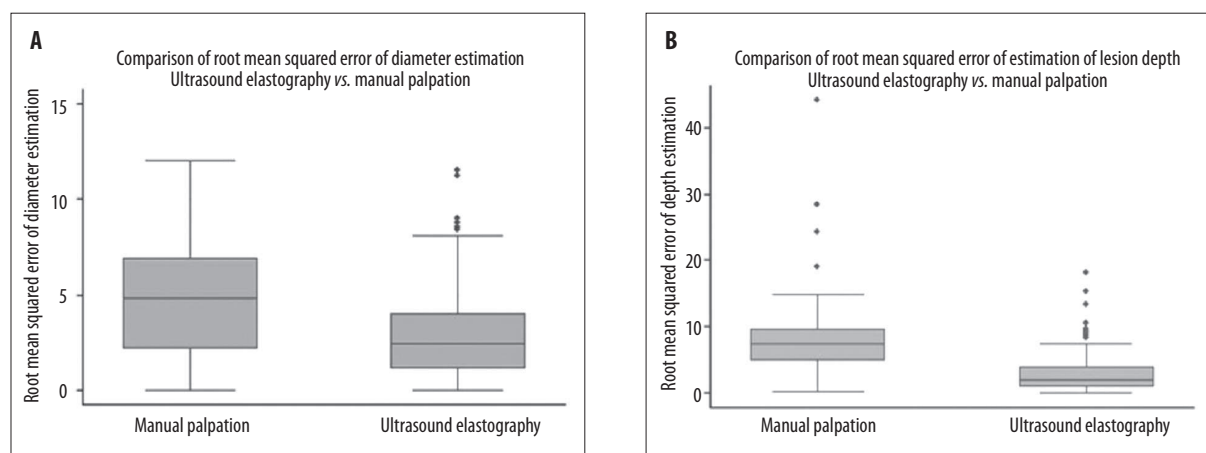 A
Comparison of root mean squared error of diameter estimation
Ultrasound elastography vs. manual palpation
Root mean squared error of diameter estimation
15
10
5
0
Manual palpation
Ultrasound elastography
B
Comparison of root mean squared error of estimation of lesion depth
Ultrasound elastography vs. manual palpation
Root mean squared error of depth estimation
40
30
20
10
0
Manual palpation
Ultrasound elastography